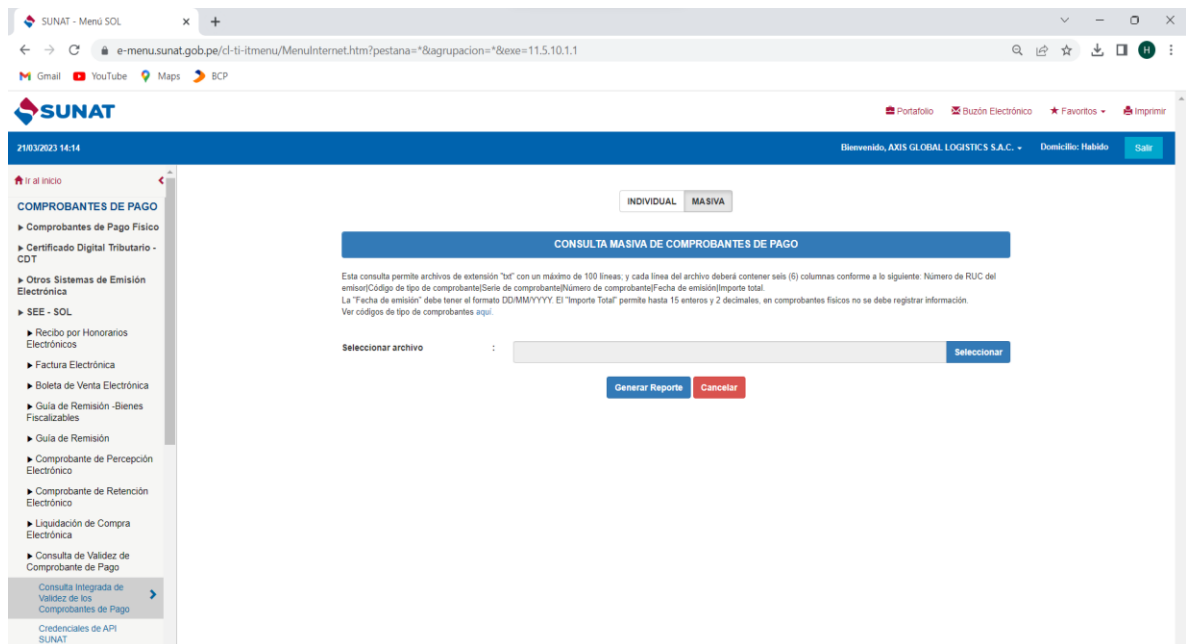 SUNAT - Menú SOL
e-menu.sunat.gob.pe/cl-ti-itmenu/MenuInternet.htm?pestana=*&agrupacion=*&exe=11.5.10.1.1
H
Gmail YouTube Maps BCP
SUNAT
Portafolio Buzón Electrónico Favoritos Imprimir
21/03/2023 14:14 Bienvenido, AXIS GLOBAL LOGISTICS S.A.C. Domicilio: Habido Salir
Ir al inicio
COMPROBANTES DE PAGO
Comprobantes de Pago Físico
Certificado Digital Tributario -
CDT
Otros Sistemas de Emisión
Electrónica
SEE - SOL
Recibo por Honorarios
Electrónicos
Factura Electrónica
Boleta de Venta Electrónica
Guía de Remisión -Bienes
Fiscalizables
Guía de Remisión
Comprobante de Percepción
Electrónico
Comprobante de Retención
Electrónico
Liquidación de Compra
Electrónica
Consulta de Validez de
Comprobante de Pago
Consulta Integrada de
Validez de los
Comprobantes de Pago
Credenciales de API
SUNAT
INDIVIDUAL MASIVA
CONSULTA MASIVA DE COMPROBANTES DE PAGO
Esta consulta permite archivos de extensión "txt" con un máximo de 100 líneas; y cada línea del archivo deberá contener seis (6) columnas conforme a lo siguiente: Número de RUC del
emisor|Código de tipo de comprobante|Serie de comprobante|Número de comprobante|Fecha de emisión|Importe total.
La "Fecha de emisión" debe tener el formato DD/MM/YYYY. El "Importe Total" permite hasta 15 enteros y 2 decimales, en comprobantes físicos no se debe registrar información.
Ver códigos de tipo de comprobantes aquí.
Seleccionar archivo : Seleccionar
Generar Reporte Cancelar